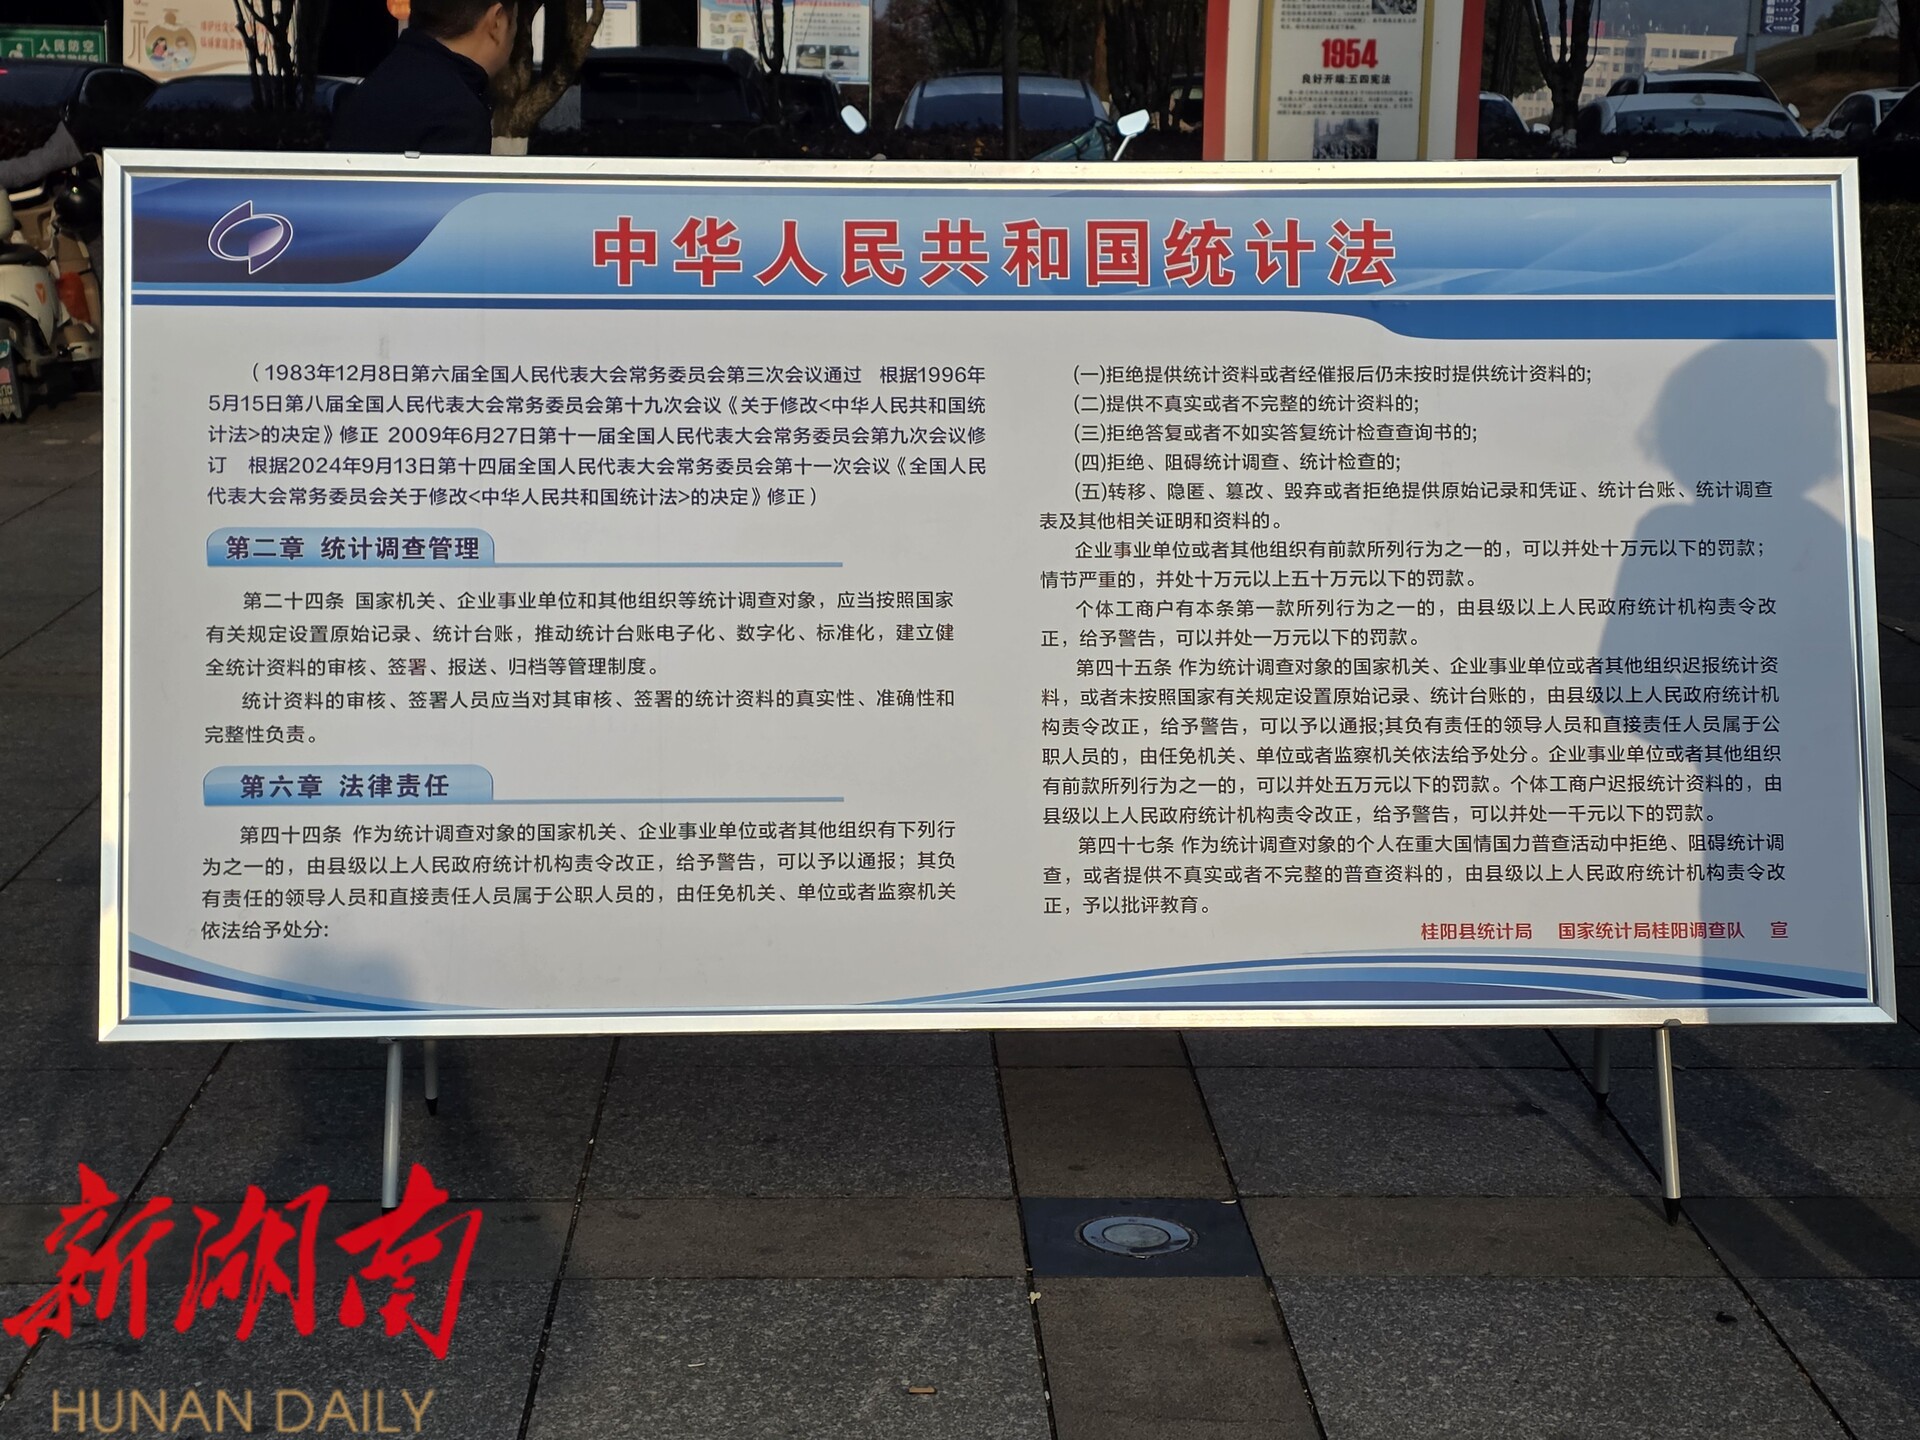 人民防空
1954
良好开端:五四宪法
中华人民共和国统计法
（1983年12月8日第六届全国人民代表大会常务委员会第三次会议通过　根据1996年
5月15日第八届全国人民代表大会常务委员会第十九次会议《关于修改<中华人民共和国统
计法>的决定》修正 2009年6月27日第十一届全国人民代表大会常务委员会第九次会议修
订　根据2024年9月13日第十四届全国人民代表大会常务委员会第十一次会议《全国人民
代表大会常务委员会关于修改<中华人民共和国统计法>的决定》修正）
第二章 统计调查管理
第二十四条 国家机关、企业事业单位和其他组织等统计调查对象，应当按照国家
有关规定设置原始记录、统计台账，推动统计台账电子化、数字化、标准化，建立健
全统计资料的审核、签署、报送、归档等管理制度。
统计资料的审核、签署人员应当对其审核、签署的统计资料的真实性、准确性和
完整性负责。
第六章 法律责任
第四十四条 作为统计调查对象的国家机关、企业事业单位或者其他组织有下列行
为之一的，由县级以上人民政府统计机构责令改正，给予警告，可以予以通报；其负
有责任的领导人员和直接责任人员属于公职人员的，由任免机关、单位或者监察机关
依法给予处分:
(一)拒绝提供统计资料或者经催报后仍未按时提供统计资料的;
(二)提供不真实或者不完整的统计资料的;
(三)拒绝答复或者不如实答复统计检查查询书的;
(四)拒绝、阻碍统计调查、统计检查的;
(五)转移、隐匿、篡改、毁弃或者拒绝提供原始记录和凭证、统计台账、统计调查
表及其他相关证明和资料的。
企业事业单位或者其他组织有前款所列行为之一的，可以并处十万元以下的罚款；
情节严重的，并处十万元以上五十万元以下的罚款。
个体工商户有本条第一款所列行为之一的，由县级以上人民政府统计机构责令改
正，给予警告，可以并处一万元以下的罚款。
第四十五条 作为统计调查对象的国家机关、企业事业单位或者其他组织迟报统计资
料，或者未按照国家有关规定设置原始记录、统计台账的，由县级以上人民政府统计机
构责令改正，给予警告，可以予以通报;其负有责任的领导人员和直接责任人员属于公
职人员的，由任免机关、单位或者监察机关依法给予处分。企业事业单位或者其他组织
有前款所列行为之一的，可以并处五万元以下的罚款。个体工商户迟报统计资料的，由
县级以上人民政府统计机构责令改正，给予警告，可以并处一千元以下的罚款。
第四十七条 作为统计调查对象的个人在重大国情国力普查活动中拒绝、阻碍统计调
查，或者提供不真实或者不完整的普查资料的，由县级以上人民政府统计机构责令改
正，予以批评教育。
桂阳县统计局　国家统计局桂阳调查队　宣
新湖南
HUNAN DAILY